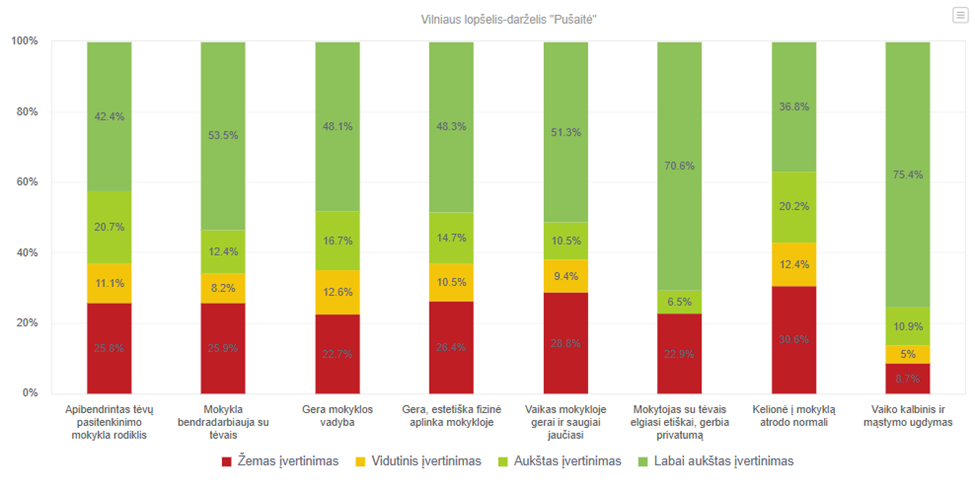 Vilniaus lopšelis-darželis "Pušaitė"
100%
80%
60%
40%
20%
0%
42.4%
20.7%
11.1%
25.8%
53.5%
12.4%
8.2%
25.9%
48.1%
16.7%
12.6%
22.7%
48.3%
14.7%
10.5%
26.4%
51.3%
10.5%
9.4%
28.8%
70.6%
6.5%
22.9%
36.8%
20.2%
12.4%
30.6%
75.4%
10.9%
5%
8.7%
Apibendrintas tėvų
pasitenkinimo
mokykla rodiklis
Mokykla
bendradarbiauja su
tėvais
Gera mokyklos
vadyba
Gera, estetiška fizinė
aplinka mokykloje
Vaikas mokykloje
gerai ir saugiai
jaučiasi
Mokytojas su tėvais
elgiasi etiškai, gerbia
privatumą
Kelionė į mokyklą
atrodo normali
Vaiko kalbinis ir
mąstymo ugdymas
Žemas įvertinimas
Vidutinis įvertinimas
Aukštas įvertinimas
Labai aukštas įvertinimas